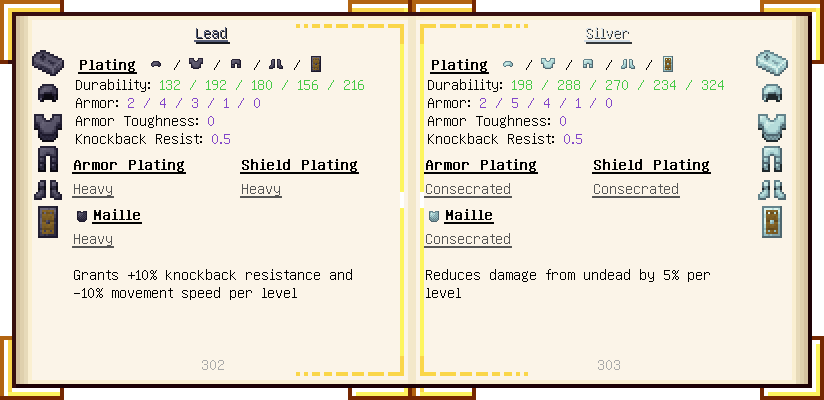 Lead
Plating / / / /
Durability: 132 / 192 / 180 / 156 / 216
Armor: 2 / 4 / 3 / 1 / 0
Armor Toughness: 0
Knockback Resist: 0.5
Armor Plating Shield Plating
Heavy Heavy
Maille
Heavy
Grants +10% knockback resistance and
-10% movement speed per level
302
Silver
Plating / / / /
Durability: 198 / 288 / 270 / 234 / 324
Armor: 2 / 5 / 4 / 1 / 0
Armor Toughness: 0
Knockback Resist: 0.5
Armor Plating Shield Plating
Consecrated Consecrated
Maille
Consecrated
Reduces damage from undead by 5% per
level
303